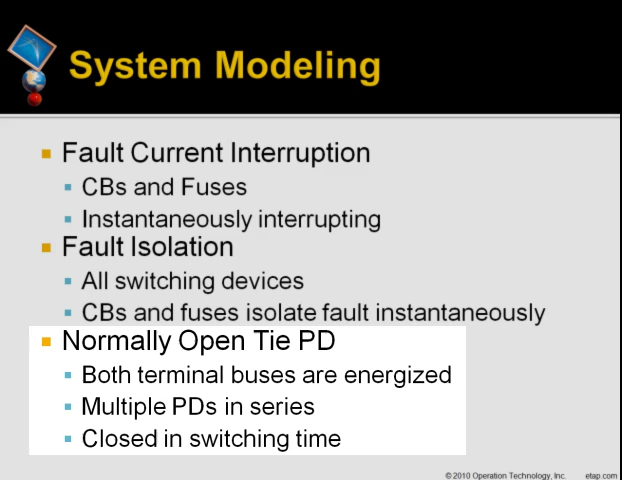 System Modeling
Fault Current Interruption
CBs and Fuses
Instantaneously interrupting
Fault Isolation
All switching devices
CBs and fuses isolate fault instantaneously
Normally Open Tie PD
Both terminal buses are energized
Multiple PDs in series
Closed in switching time
©2010 Operation Technology, Inc. etap.com